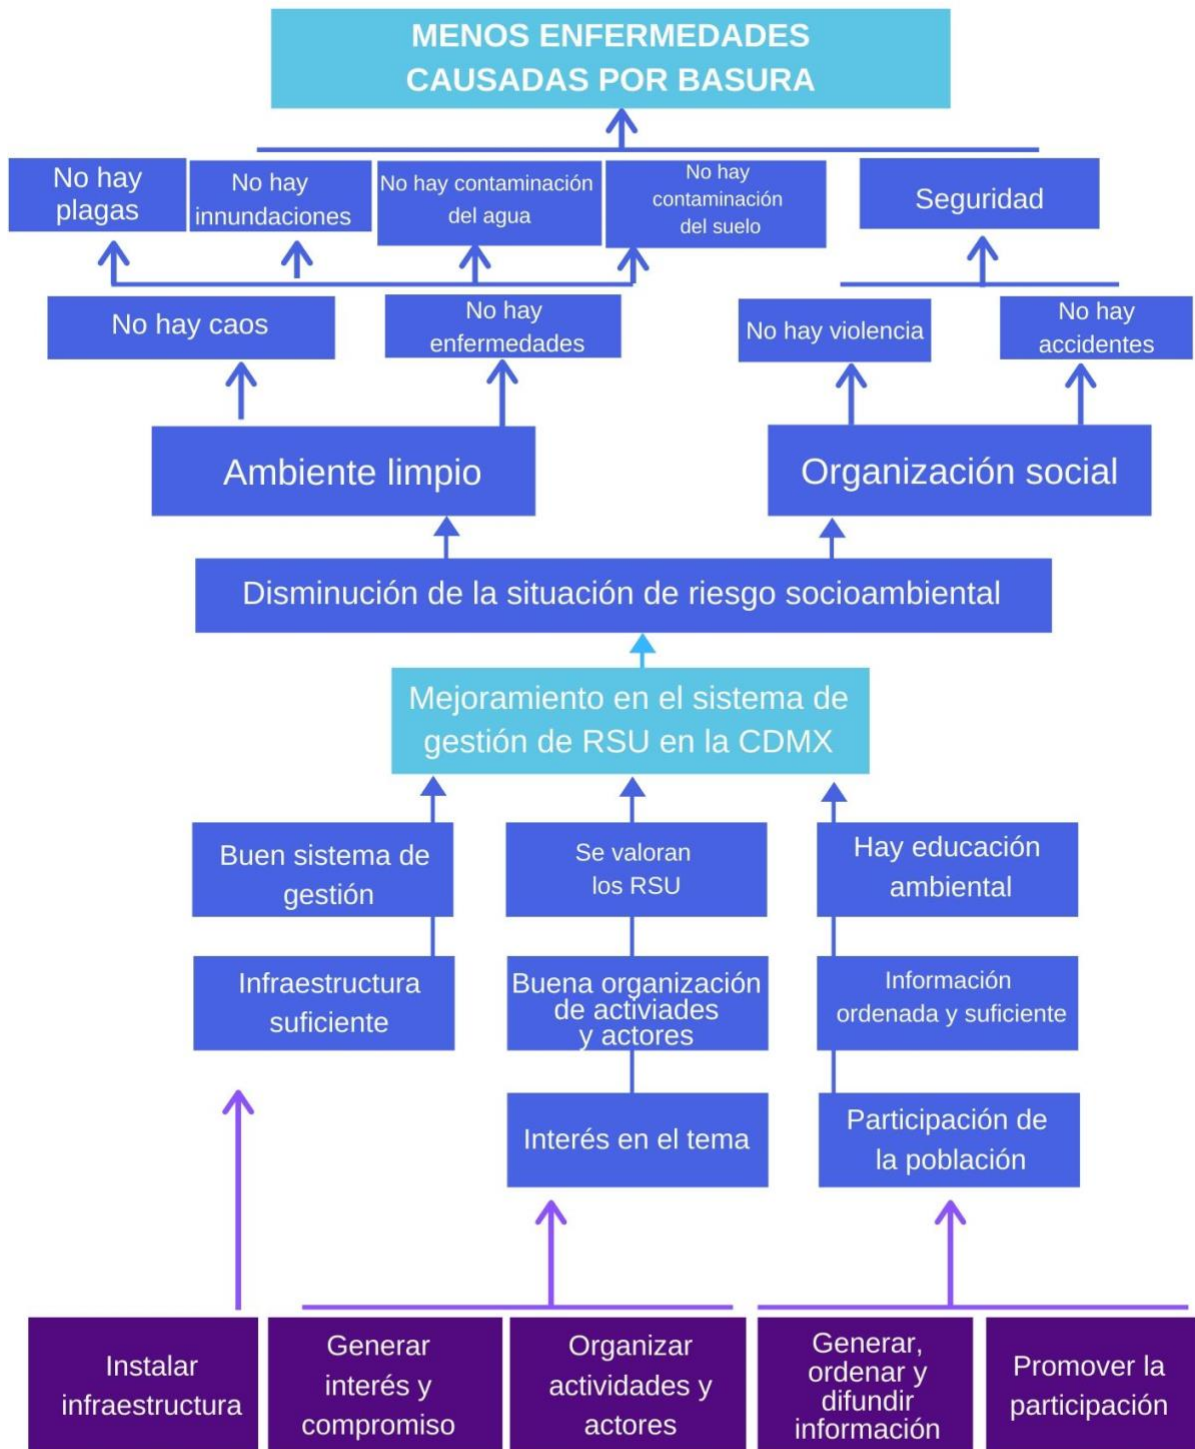 MENOS ENFERMEDADES
CAUSADAS POR BASURA
No hay
plagas
No hay
innundaciones
No hay contaminación
del agua
No hay
contaminación
del suelo
Seguridad
No hay caos
No hay
enfermedades
No hay violencia
No hay
accidentes
Ambiente limpio
Organización social
Disminución de la situación de riesgo socioambiental
Mejoramiento en el sistema de
gestión de RSU en la CDMX
Buen sistema de
gestión
Se valoran
los RSU
Hay educación
ambiental
Infraestructura
suficiente
Buena organización
de activiades
y actores
Información
ordenada y suficiente
Interés en el tema
Participación de
la población
Instalar
infraestructura
Generar
interés y
compromiso
Organizar
actividades y
actores
Generar,
ordenar y
difundir
información
Promover la
participación